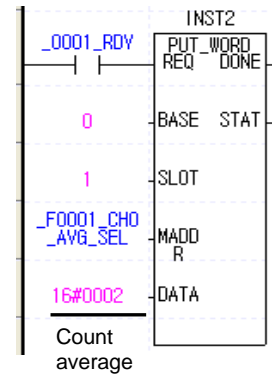 INST2
_0001_RDY
PUT_WORD
REQ DONE
0
BASE STAT
1
SLOT
_F0001_CH0
_AVG_SEL
MADD
R
16#0002
DATA
Count
average